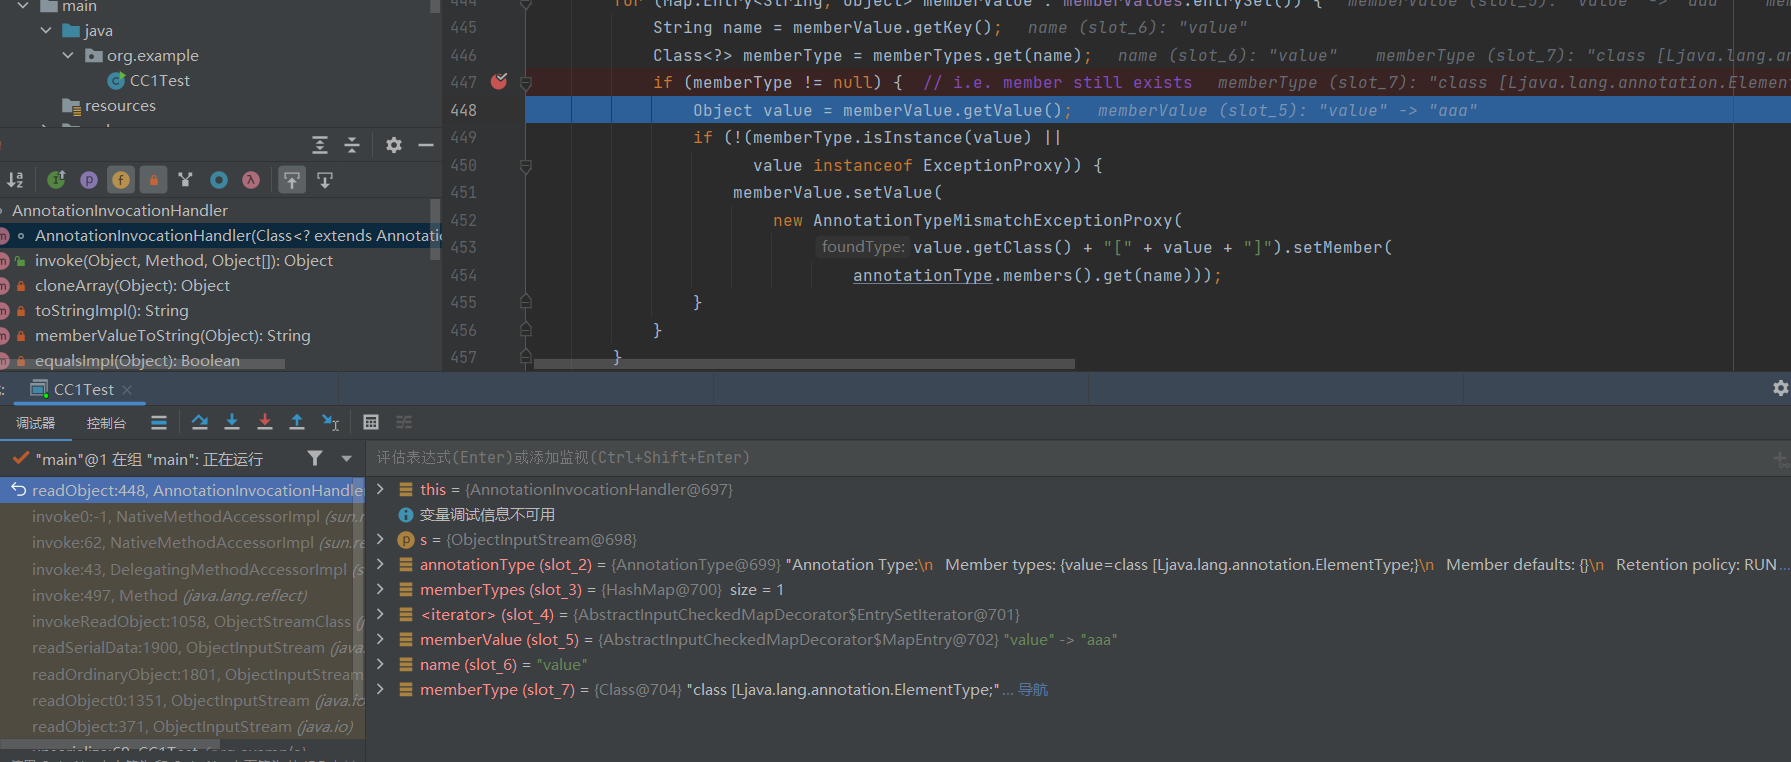 main
java
org.example
CC1Test
resources
AnnotationInvocationHandler
AnnotationInvocationHandler(Class<? extends Annotatio
invoke(Object, Method, Object[]): Object
cloneArray(Object): Object
toStringImpl(): String
memberValueToString(Object): String
equalsImpl(Object): Boolean
444 for (Map.Entry<String, Object> memberValue : memberValues.entrySet()) { memberValue (slot_5): "value" -> "aaa" mem
445 String name = memberValue.getKey(); name (slot_6): "value"
446 Class<?> memberType = memberTypes.get(name); name (slot_6): "value" memberType (slot_7): "class [Ljava.lang.an
447 if (memberType != null) { // i.e. member still exists memberType (slot_7): "class [Ljava.lang.annotation.Element
448 Object value = memberValue.getValue(); memberValue (slot_5): "value" -> "aaa"
449 if (!(memberType.isInstance(value) ||
450 value instanceof ExceptionProxy)) {
451 memberValue.setValue(
452 new AnnotationTypeMismatchExceptionProxy(
453 foundType: value.getClass() + "[" + value + "]").setMember(
454 annotationType.members().get(name)));
455 }
456 }
457 }
CC1Test
调试器 控制台
"main"@1 在组 "main": 正在运行
readObject:448, AnnotationInvocationHandle
invoke0:-1, NativeMethodAccessorImpl (sun.r
invoke:62, NativeMethodAccessorImpl (sun.re
invoke:43, DelegatingMethodAccessorImpl (s
invoke:497, Method (java.lang.reflect)
invokeReadObject:1058, ObjectStreamClass (j
readSerialData:1900, ObjectInputStream (java.
readOrdinaryObject:1801, ObjectInputStream
readObject0:1351, ObjectInputStream (java.io
readObject:371, ObjectInputStream (java.io)
评估表达式(Enter)或添加监视(Ctrl+Shift+Enter)
this = {AnnotationInvocationHandler@697}
变量调试信息不可用
s = {ObjectInputStream@698}
annotationType (slot_2) = {AnnotationType@699} "Annotation Type:\n Member types: {value=class [Ljava.lang.annotation.ElementType;}\n Member defaults: {}\n Retention policy: RUN...
memberTypes (slot_3) = {HashMap@700} size = 1
<iterator> (slot_4) = {AbstractInputCheckedMapDecorator$EntrySetIterator@701}
memberValue (slot_5) = {AbstractInputCheckedMapDecorator$MapEntry@702} "value" -> "aaa"
name (slot_6) = "value"
memberType (slot_7) = {Class@704} "class [Ljava.lang.annotation.ElementType;"... 导航